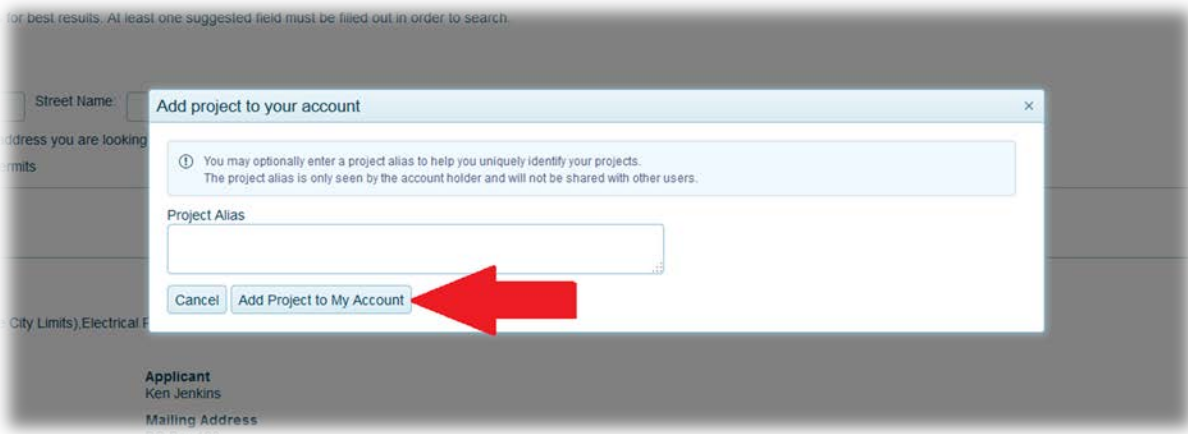 for best results. At least one suggested field must be filled out in order to search.
Street Name:
Add project to your account
×
address you are looking
ermits
You may optionally enter a project alias to help you uniquely identify your projects.
The project alias is only seen by the account holder and will not be shared with other users.
Project Alias
Cancel Add Project to My Account
City Limits),Electrical
Applicant
Ken Jenkins
Mailing Address